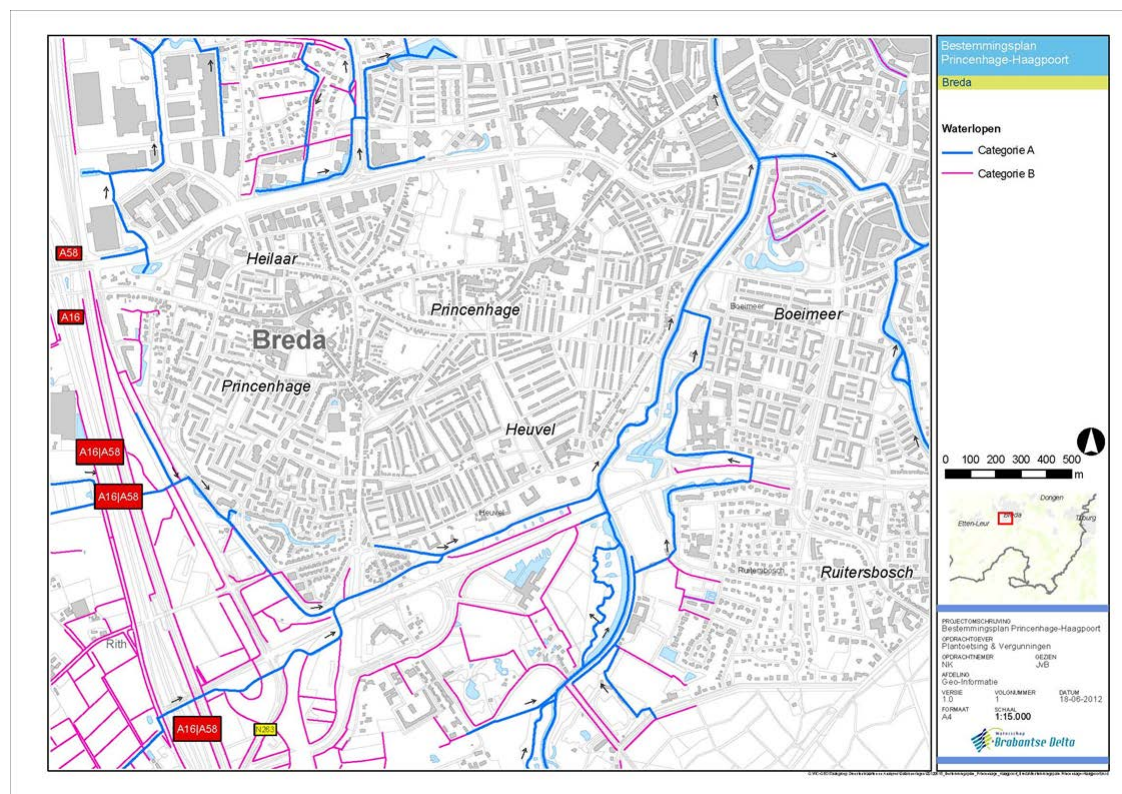 Bestemmingsplan
Princenhage-Haagpoort
Breda
Waterlopen
Categorie A
Categorie B
A58
A16
Heilaar
Princenhage
Breda
Princenhage
Heuvel
Boeimeer
Boeimeer
A16|A58
A16|A58
Heuvel
Ruitersbosch
Ruitersbosch
Rith
A16|A58
N263
0 100 200 300 400 500
m
Dongen
Breda
Etten-Leur
Tilburg
PROJECTOMSCHRIJVING
Bestemmingsplan Princenhage-Haagpoort
OPDRACHTGEVER
Plantoetsing & Vergunningen
OPDRACHTNEMER GEZIEN
NK JvB
AFDELING
Geo-Informatie
VERSIE VOLGNUMMER DATUM
1.0 1 18-06-2012
FORMAAT SCHAAL
A4 1:15.000
Waterschap
Brabantse Delta